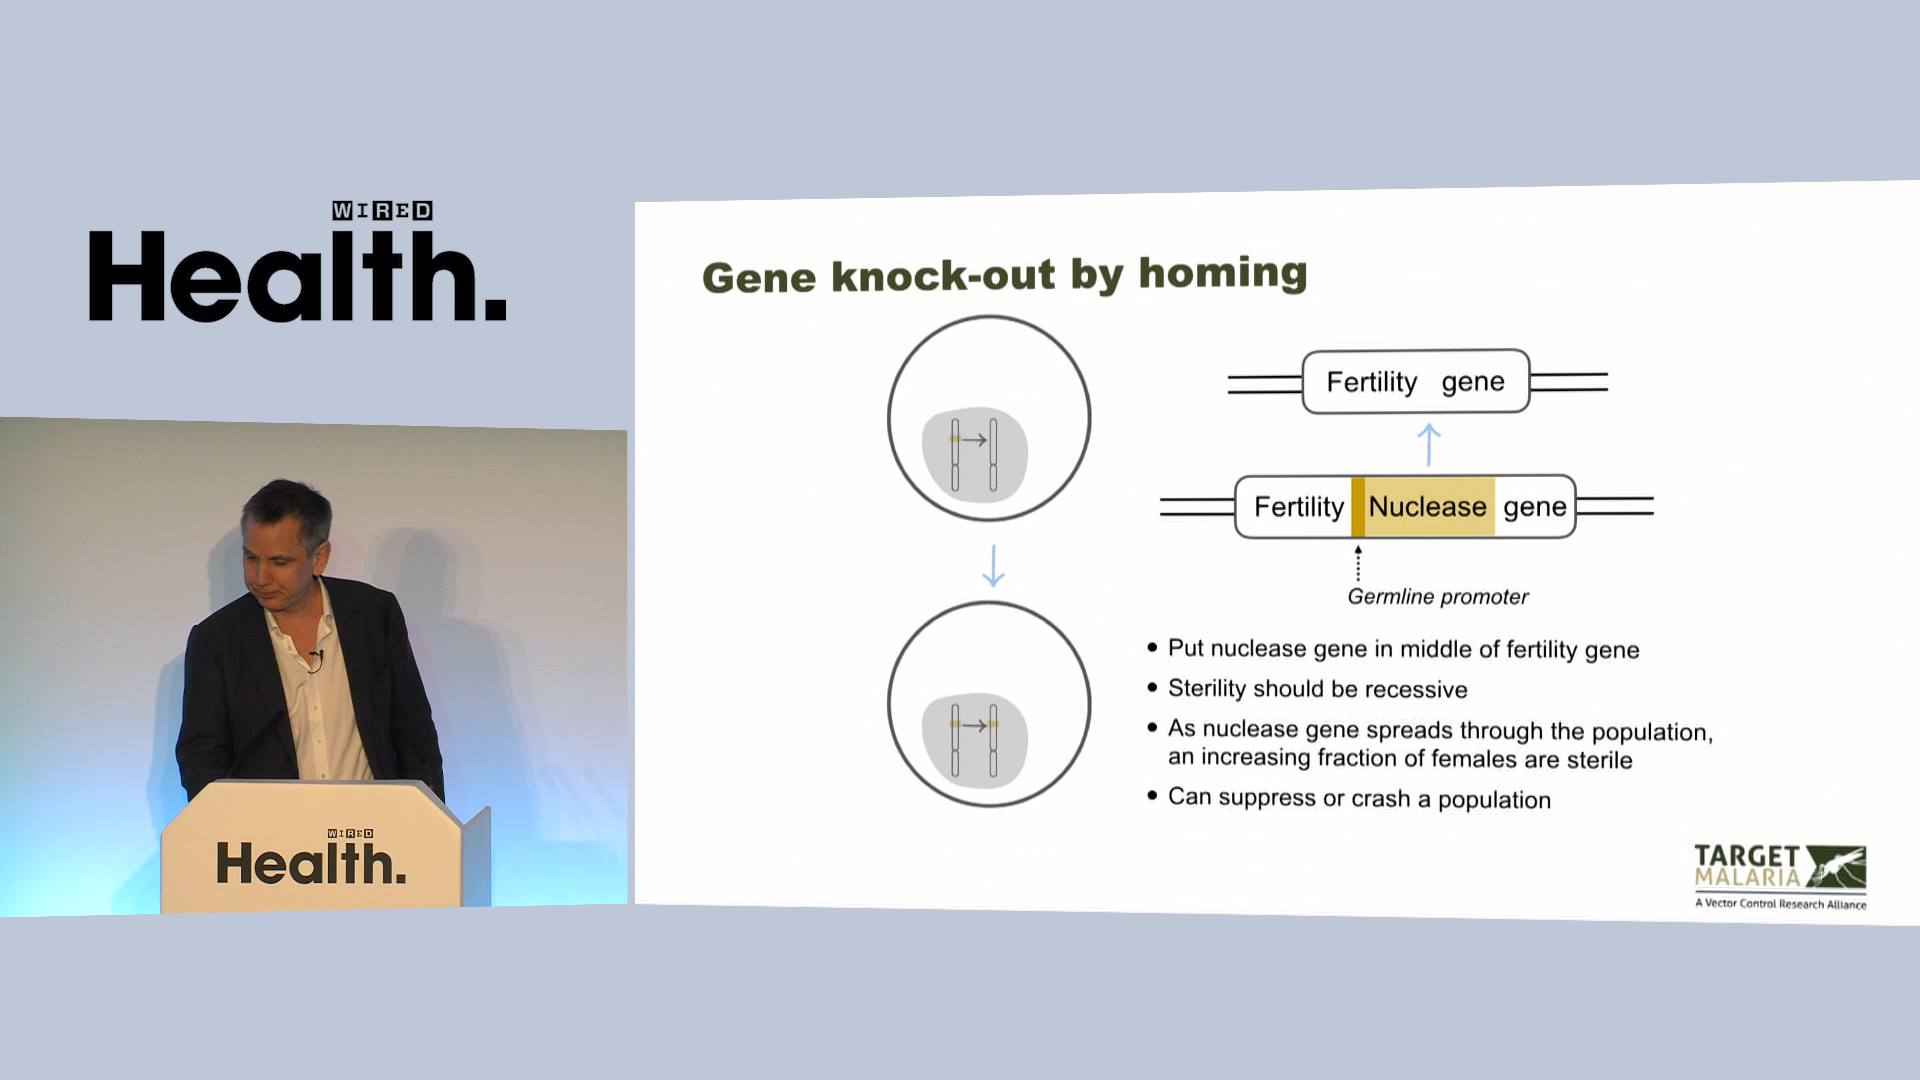 WIRED
Health.
WIRED
Health.
Gene knock-out by homing
Fertility gene
Fertility Nuclease gene
Germline promoter
• Put nuclease gene in middle of fertility gene
• Sterility should be recessive
• As nuclease gene spreads through the population,
an increasing fraction of females are sterile
• Can suppress or crash a population
TARGET
MALARIA
A Vector Control Research Alliance